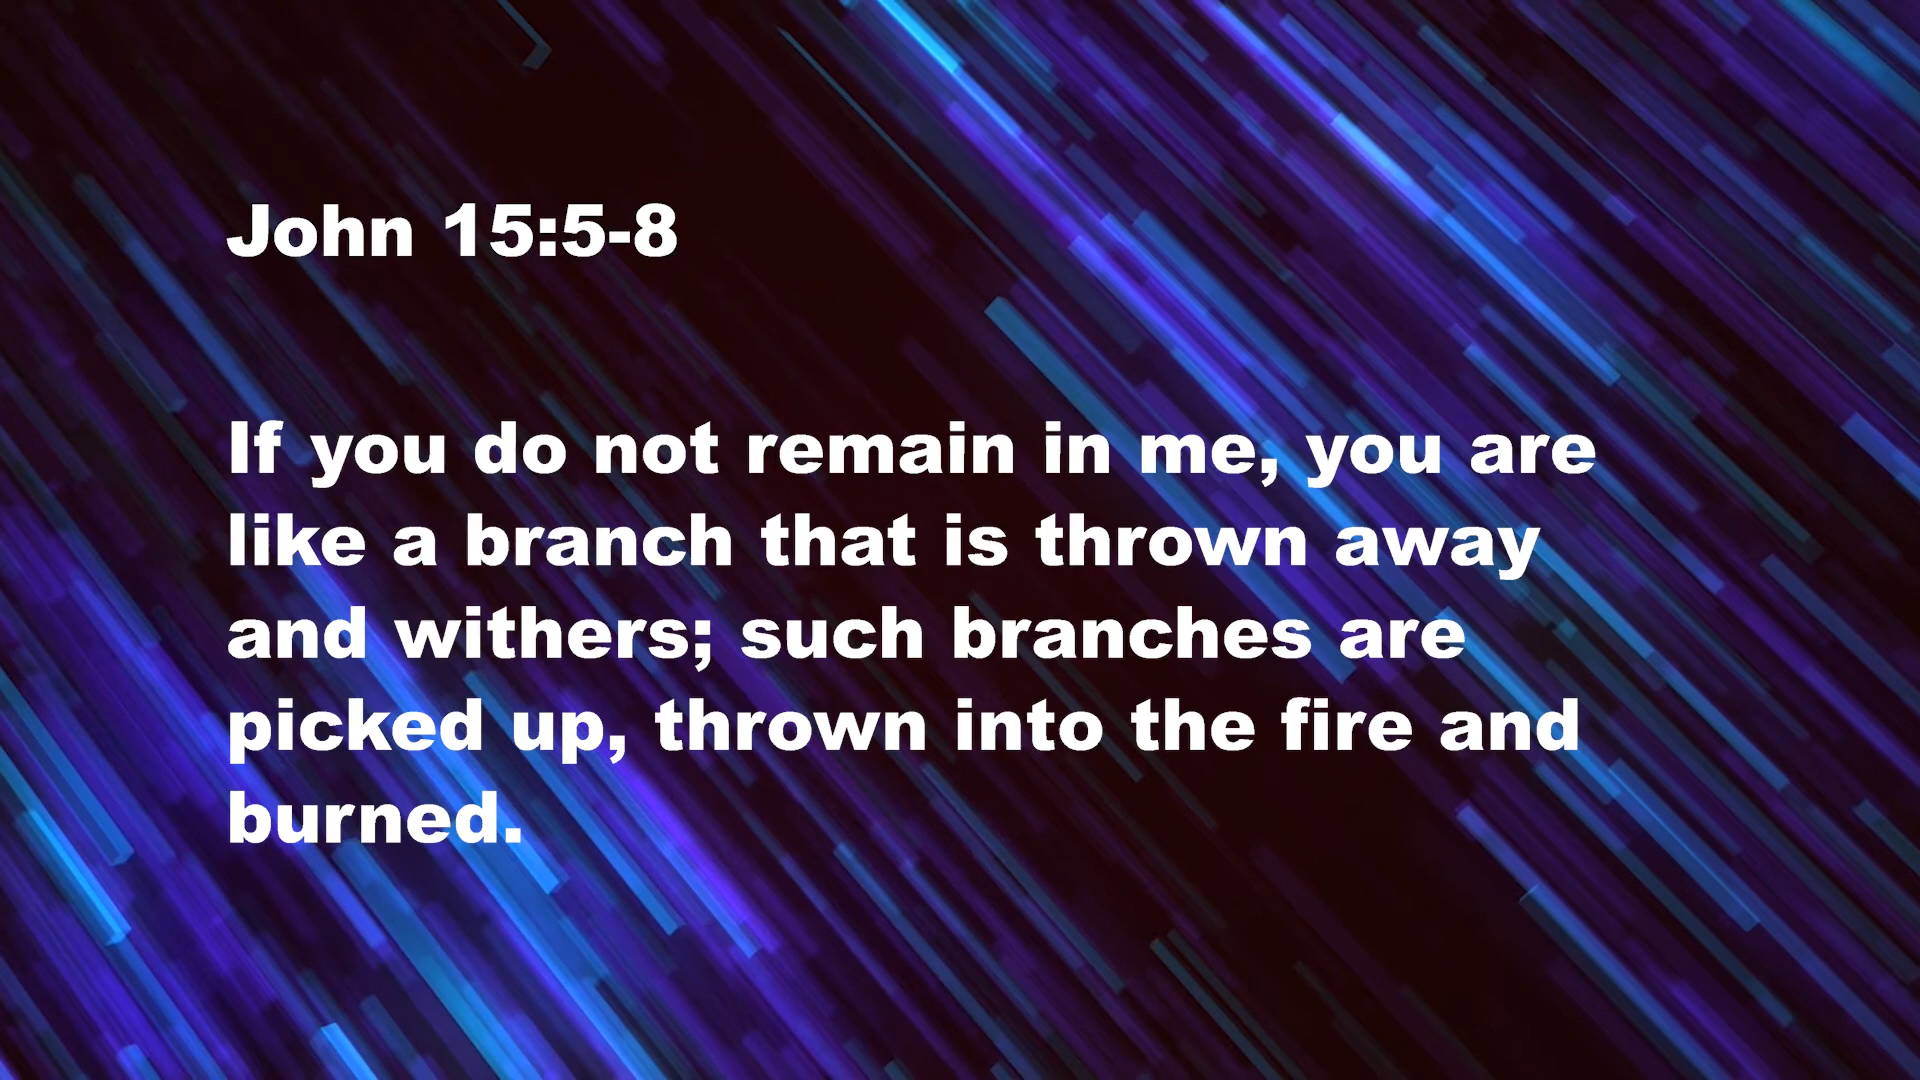 John 15:5-8
If you do not remain in me, you are
like a branch that is thrown away
and withers; such branches are
picked up, thrown into the fire and
burned.